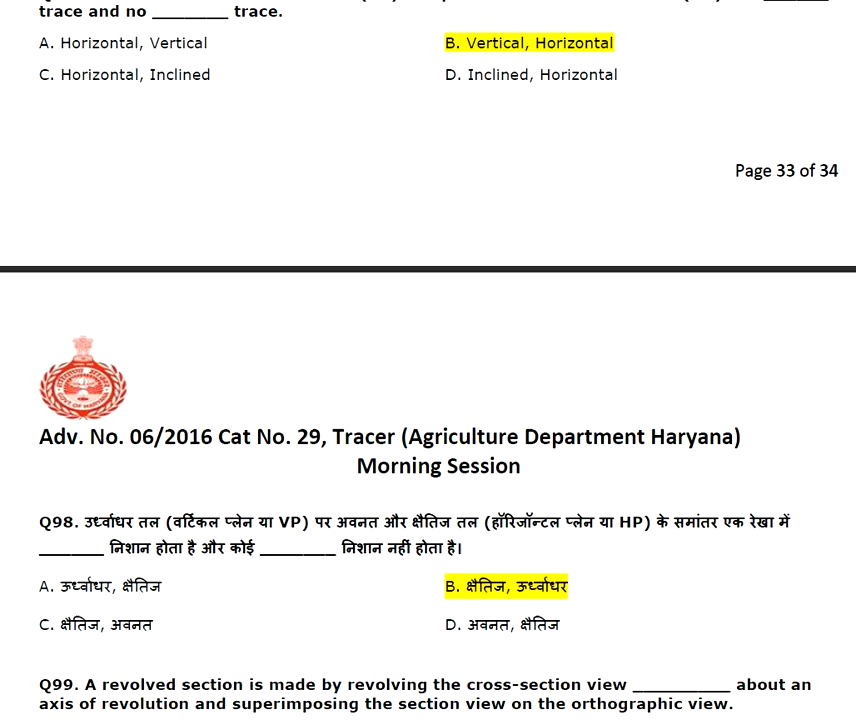 trace and no ________ trace.
A. Horizontal, Vertical
B. Vertical, Horizontal
C. Horizontal, Inclined
D. Inclined, Horizontal
Page 33 of 34
Adv. No. 06/2016 Cat No. 29, Tracer (Agriculture Department Haryana)
Morning Session
Q98. उर्ध्वाधर तल (वर्टिकल प्लेन या VP) पर अवनत और क्षैतिज तल (हॉरिजॉन्टल प्लेन या HP) के समांतर एक रेखा में
_______ निशान होता है और कोई ________ निशान नहीं होता है।
A. ऊर्ध्वाधर, क्षैतिज
B. क्षैतिज, ऊर्ध्वाधर
C. क्षैतिज, अवनत
D. अवनत, क्षैतिज
Q99. A revolved section is made by revolving the cross-section view __________ about an
axis of revolution and superimposing the section view on the orthographic view.